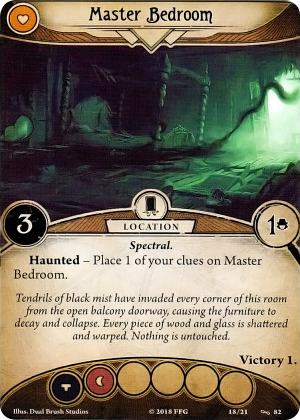 Master Bedroom
3
1
LOCATION
Spectral.
Haunted – Place 1 of your clues on Master
Bedroom.
Tendrils of black mist have invaded every corner of this room
from the open balcony doorway, causing the furniture to
decay and collapse. Every piece of wood and glass is shattered
and warped. Nothing is untouched.
Victory 1.
Illus. Dual Brush Studios
© 2018 FFG
18/21
82